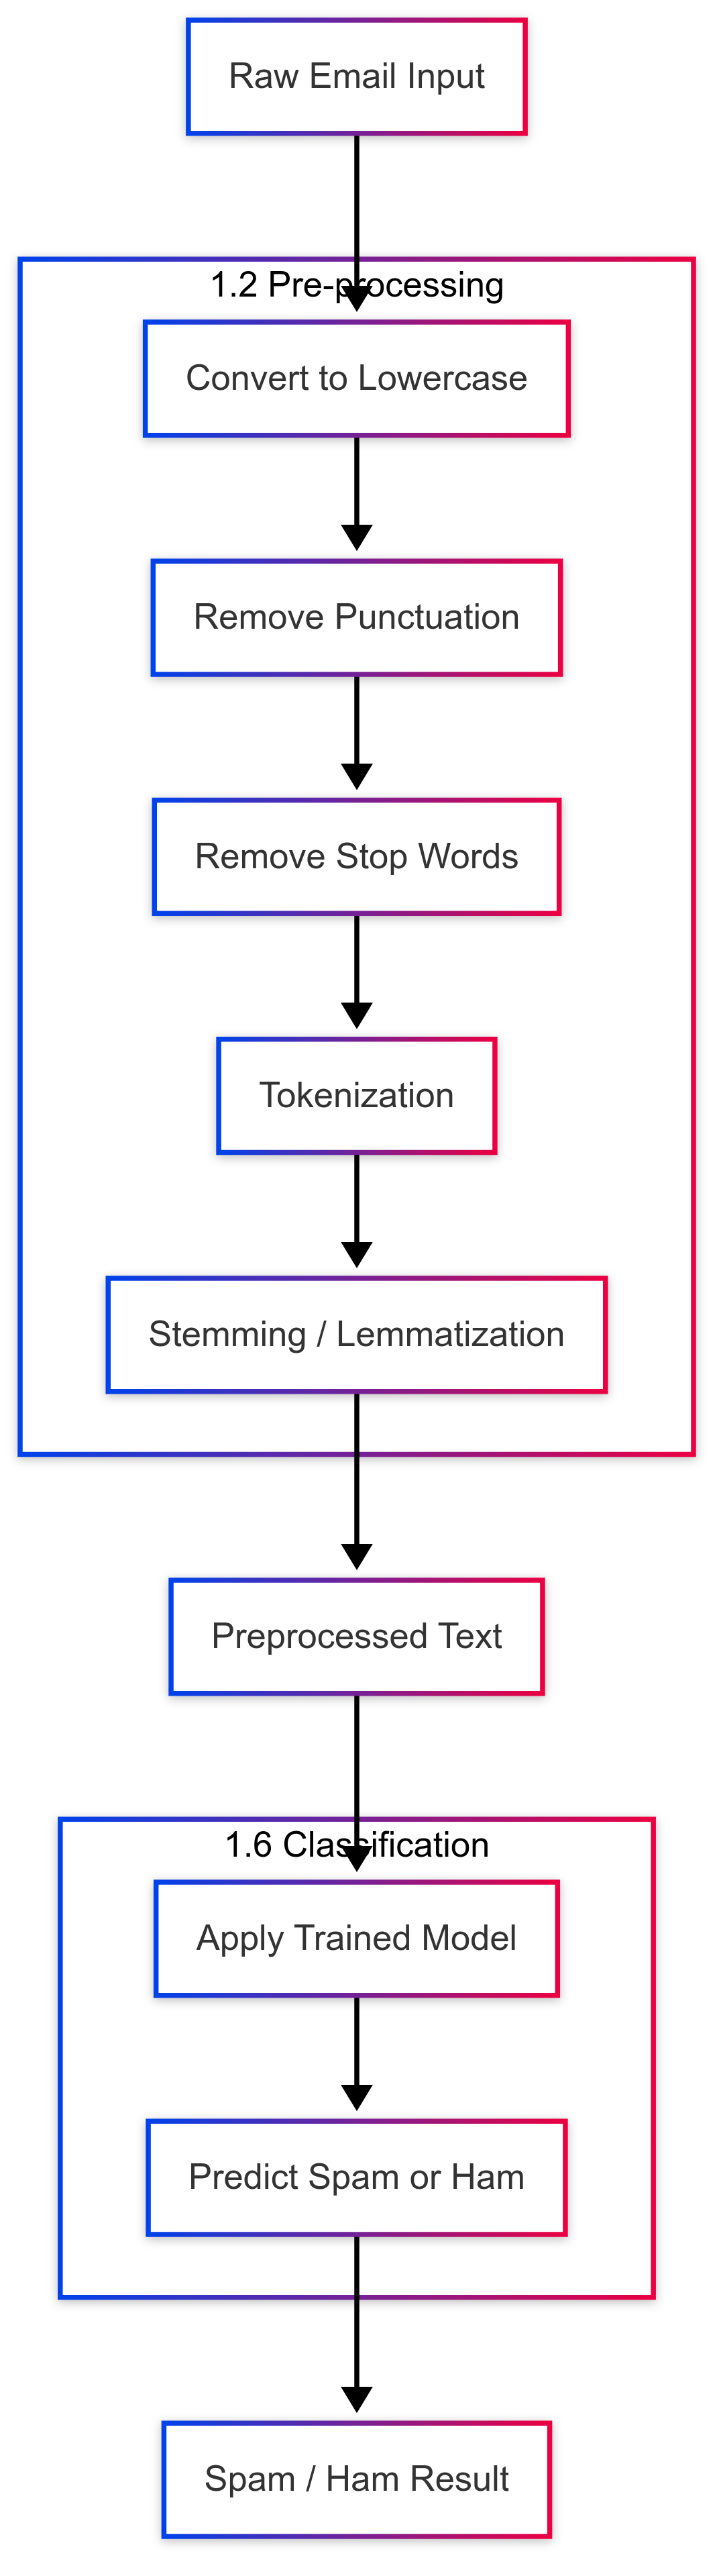 Raw Email Input
1.2 Pre-processing
Convert to Lowercase
Remove Punctuation
Remove Stop Words
Tokenization
Stemming / Lemmatization
Preprocessed Text
1.6 Classification
Apply Trained Model
Predict Spam or Ham
Spam / Ham Result